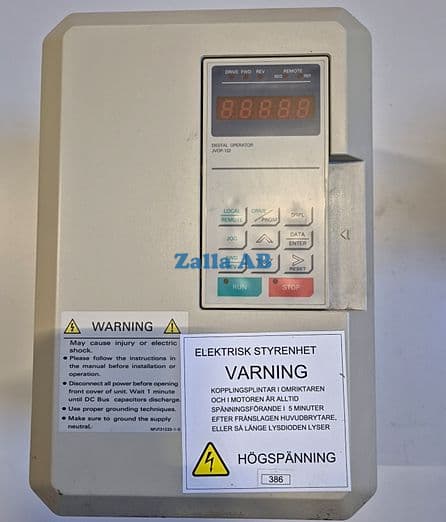 DRIVE FWD REV REMOTE
SEQ REF
88888
DIGITAL OPERATOR
JVOP-132
LOCAL
REMOTE
DRIVE
PRGM
DSPL
JOG
DATA
ENTER
Zalla AB
FWD
REV
RESET
RUN
STOP
WARNING
May cause injury or electric
shock.
Please follow the instructions in
the manual before installation or
operation.
Disconnect all power before opening
front cover of unit. Wait 1 minute
until DC Bus capacitors discharge.
Use proper grounding techniques.
Make sure to ground the supply
neutral.
ELEKTRISK STYRENHET
VARNING
KOPPLINGSPLINTAR I OMRIKTAREN
OCH I MOTOREN ÄR ALLTID
SPÄNNINGSFÖRANDE I 5 MINUTER
EFTER FRÅNSLAGEN HUVUDBRYTARE,
ELLER SÅ LÄNGE LYSDIODEN LYSER
HÖGSPÄNNING
386